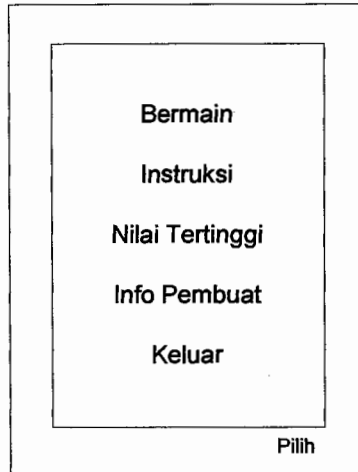 Bermain
Instruksi
Nilai Tertinggi
Info Pembuat
Keluar
Pilih